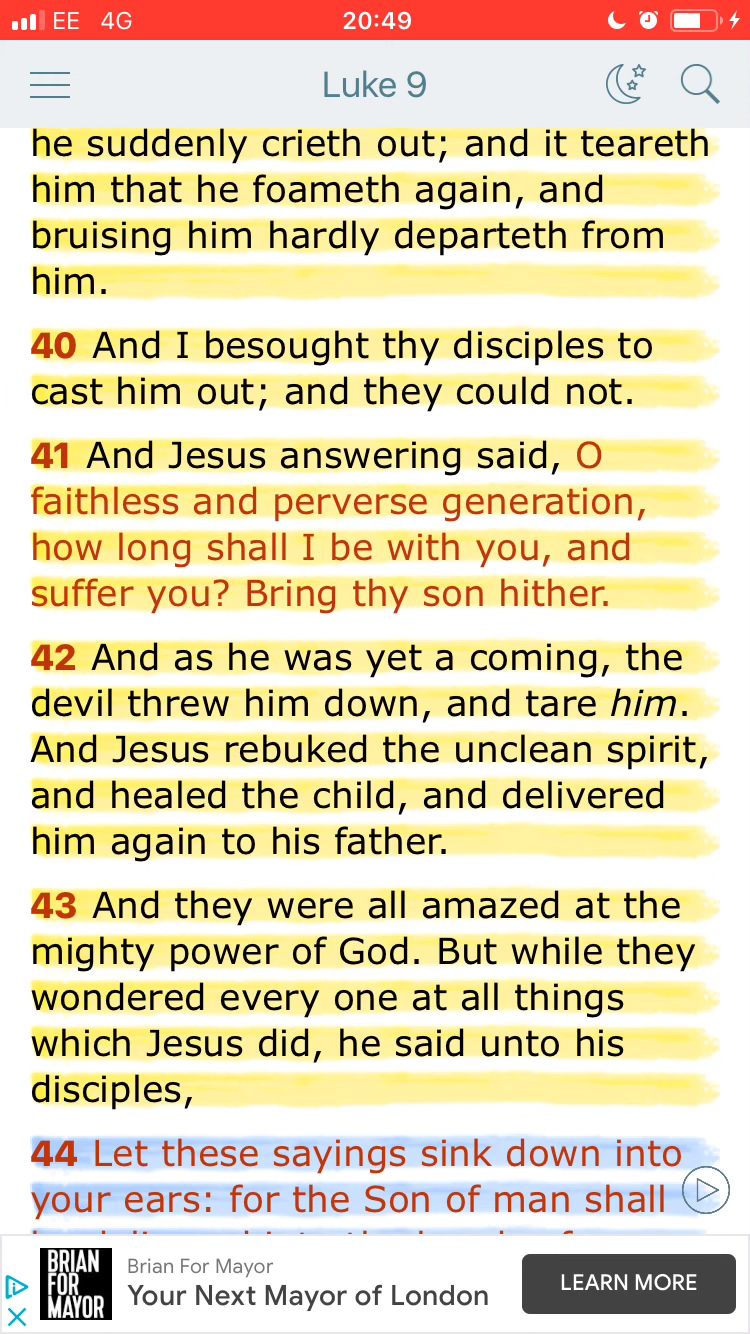 EE 4G 20:49
Luke 9
he suddenly crieth out; and it teareth
him that he foameth again, and
bruising him hardly departeth from
him.
40 And I besought thy disciples to
cast him out; and they could not.
41 And Jesus answering said, O
faithless and perverse generation,
how long shall I be with you, and
suffer you? Bring thy son hither.
42 And as he was yet a coming, the
devil threw him down, and tare him.
And Jesus rebuked the unclean spirit,
and healed the child, and delivered
him again to his father.
43 And they were all amazed at the
mighty power of God. But while they
wondered every one at all things
which Jesus did, he said unto his
disciples,
44 Let these sayings sink down into
your ears: for the Son of man shall
BRIAN
FOR
MAYOR
Brian For Mayor
Your Next Mayor of London
LEARN MORE